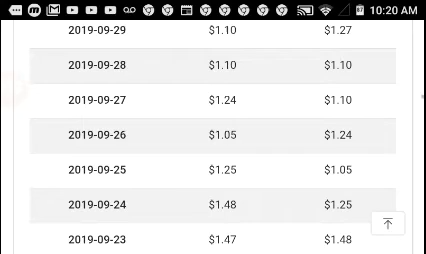 10:20 AM
2019-09-29 $1.10 $1.27
2019-09-28 $1.10 $1.10
2019-09-27 $1.24 $1.10
2019-09-26 $1.05 $1.24
2019-09-25 $1.25 $1.05
2019-09-24 $1.48 $1.25
2019-09-23 $1.47 $1.48